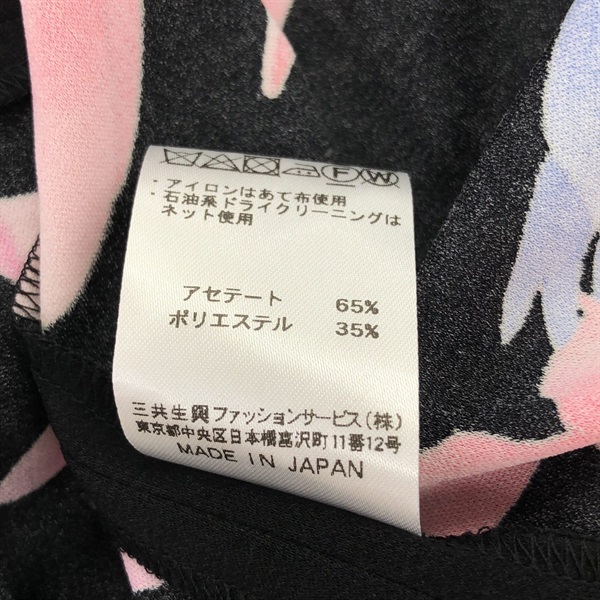 F W
・アイロンはあて布使用
・石油系ドライクリーニングは
ネット使用
アセテート 65%
ポリエステル 35%
三共生興ファッションサービス(株)
東京都中央区日本橋富沢町11番12号
MADE IN JAPAN